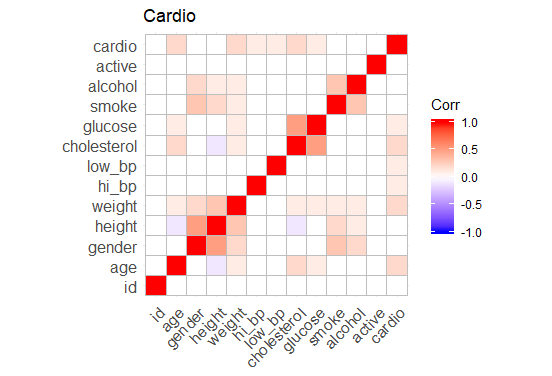 Cardio
cardio
active
alcohol
smoke
glucose
cholesterol
low_bp
hi_bp
weight
height
gender
age
id
id
age
gender
height
weight
hi_bp
low_bp
cholesterol
glucose
smoke
alcohol
active
cardio
Corr
1.0
0.5
0.0
-0.5
-1.0